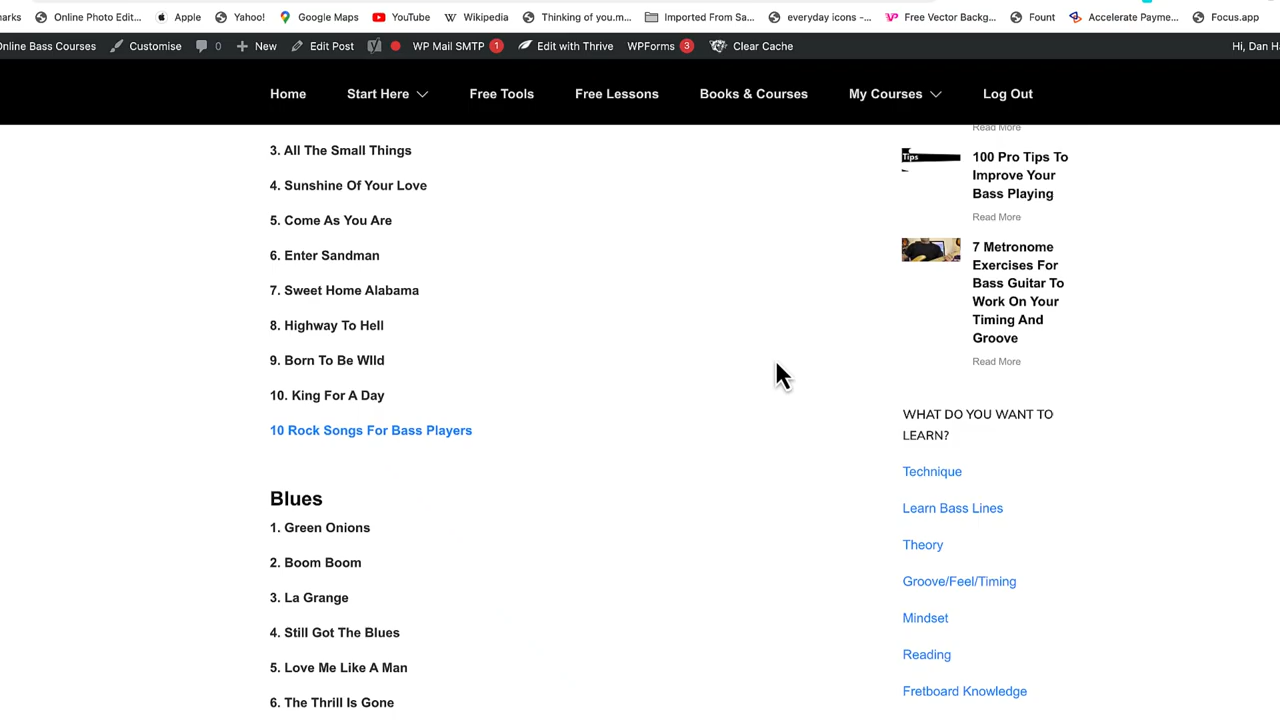 arks Online Photo Edit... Apple Yahoo! Google Maps YouTube Wikipedia Thinking of you.m... Imported From Sa... everyday icons -... Free Vector Backg... Fount Accelerate Payme... Focus.app
Online Bass Courses Customise 0 New Edit Post WP Mail SMTP 1 Edit with Thrive WPForms 3 Clear Cache Hi, Dan Ha
Home Start Here Free Tools Free Lessons Books & Courses My Courses Log Out
3. All The Small Things
4. Sunshine Of Your Love
5. Come As You Are
6. Enter Sandman
7. Sweet Home Alabama
8. Highway To Hell
9. Born To Be WIld
10. King For A Day
10 Rock Songs For Bass Players
Blues
1. Green Onions
2. Boom Boom
3. La Grange
4. Still Got The Blues
5. Love Me Like A Man
6. The Thrill Is Gone
Read More
Tips
100 Pro Tips To
Improve Your
Bass Playing
Read More
7 Metronome
Exercises For
Bass Guitar To
Work On Your
Timing And
Groove
Read More
WHAT DO YOU WANT TO
LEARN?
Technique
Learn Bass Lines
Theory
Groove/Feel/Timing
Mindset
Reading
Fretboard Knowledge